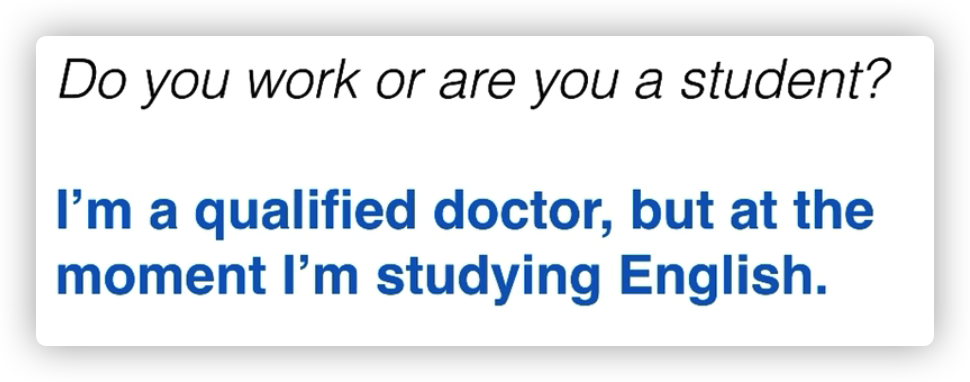 Do you work or are you a student?
I’m a qualified doctor, but at the
moment I’m studying English.